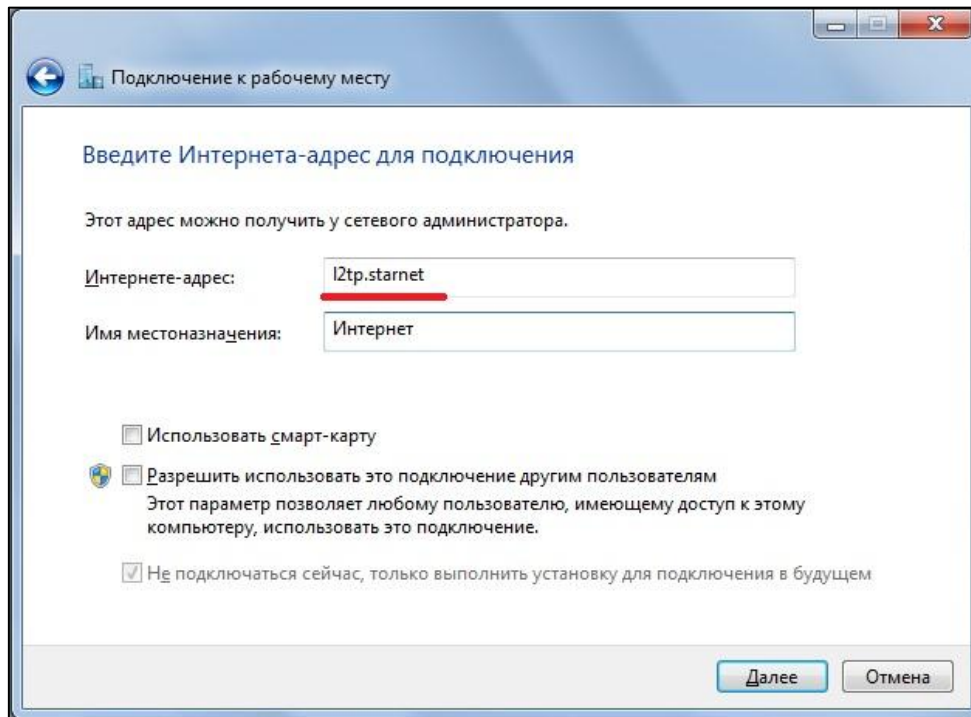 Подключение к рабочему месту
Введите Интернета-адрес для подключения
Этот адрес можно получить у сетевого администратора.
Интернете-адрес: l2tp.starnet
Имя местоназначения: Интернет
Использовать смарт-карту
Разрешить использовать это подключение другим пользователям
Этот параметр позволяет любому пользователю, имеющему доступ к этому
компьютеру, использовать это подключение.
Не подключаться сейчас, только выполнить установку для подключения в будущем
Далее Отмена